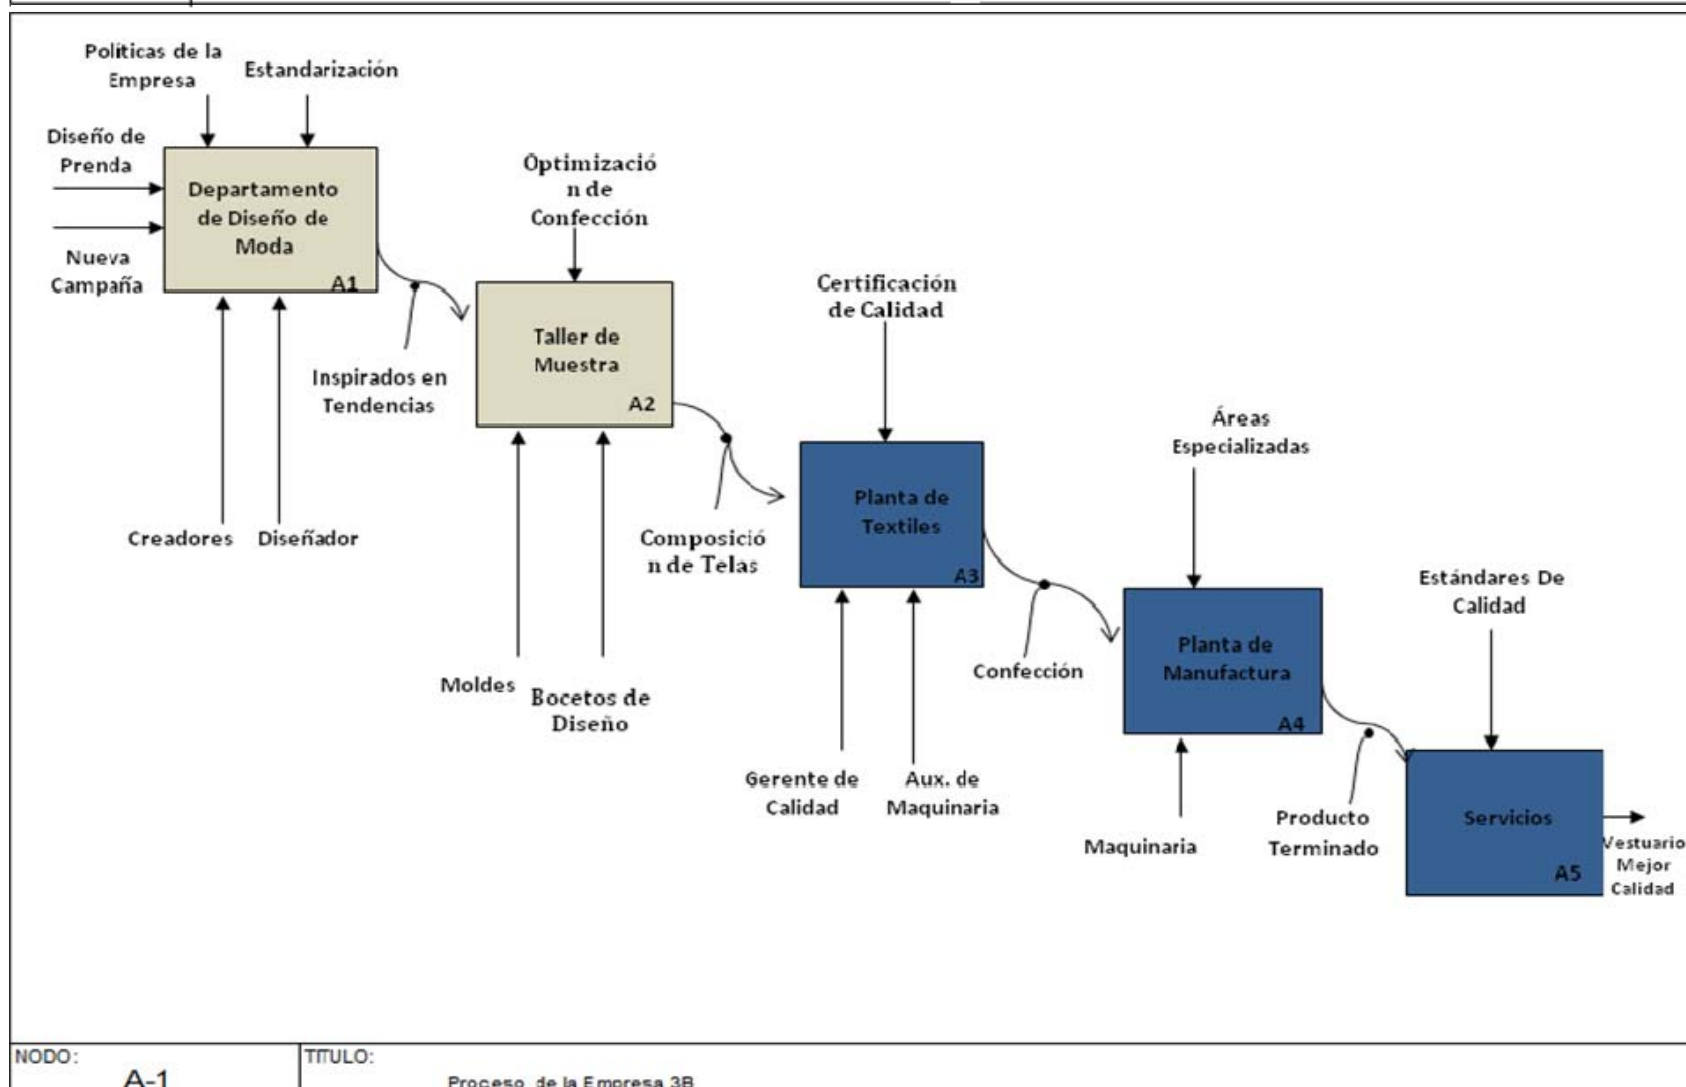 Políticas de la
Empresa
Estandarización
Diseño de
Prenda
Departamento
de Diseño de
Moda
A1
Nueva
Campaña
Optimizació
n de
Confección
Taller de
Muestra
A2
Inspirados en
Tendencias
Creadores
Diseñador
Certificación
de Calidad
Planta de
Textiles
A3
Composició
n de Telas
Moldes
Bocetos de
Diseño
Áreas
Especializadas
Planta de
Manufactura
A4
Confección
Gerente de
Calidad
Aux. de
Maquinaria
Estándares De
Calidad
Maquinaria
Producto
Terminado
Servicios
A5
Vestuario
Mejor
Calidad
NODO:
A-1
TITULO:
Proceso de la Empresa 3B